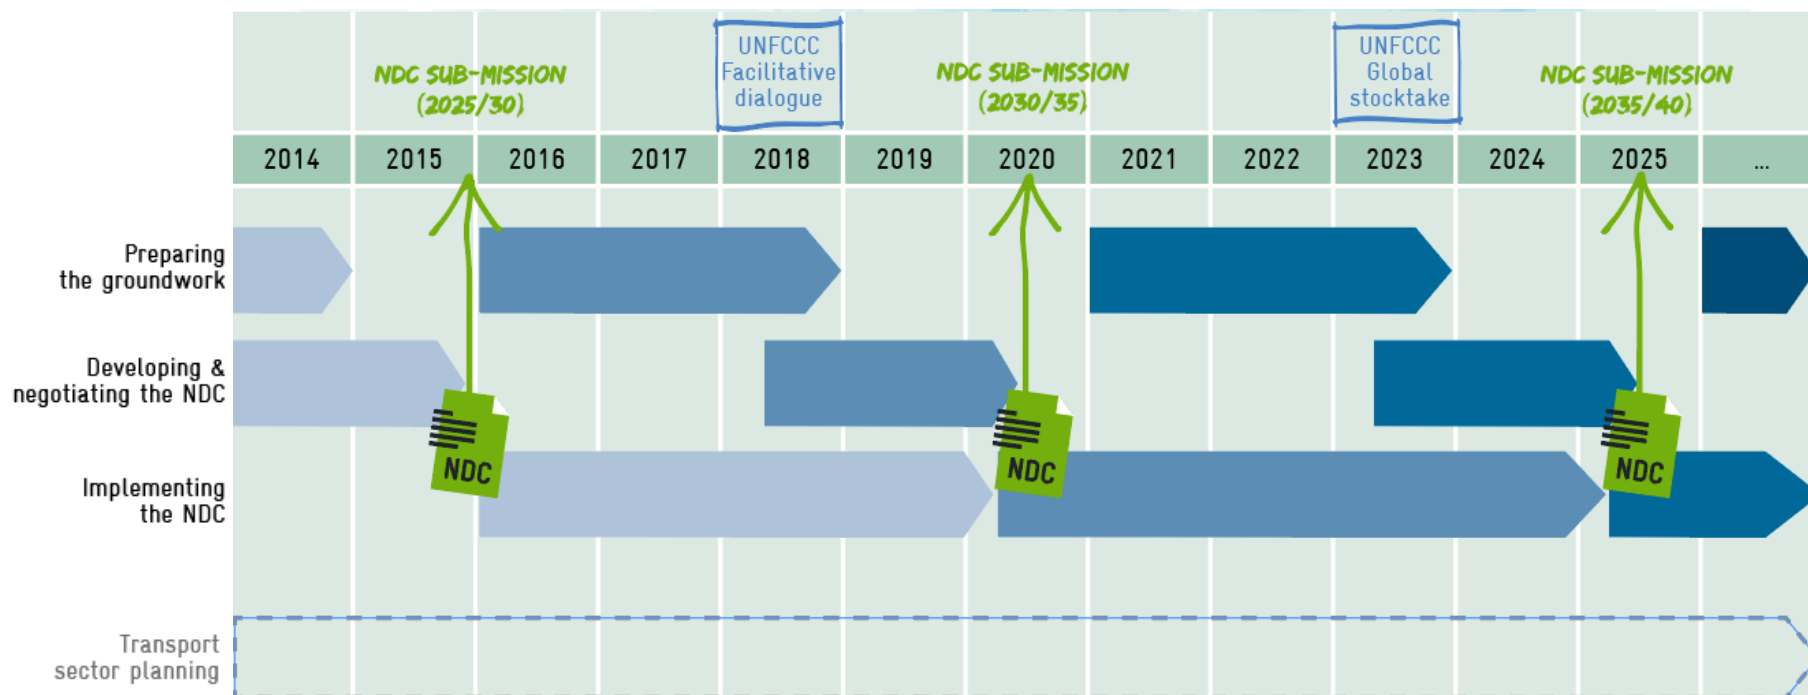 NDC SUB-MISSION
(2025/30)
UNFCCC
Facilitative
dialogue
NDC SUB-MISSION
(2030/35)
UNFCCC
Global
stocktake
NDC SUB-MISSION
(2035/40)
2014 2015 2016 2017 2018 2019 2020 2021 2022 2023 2024 2025 ...
Preparing
the groundwork
Developing &
negotiating the NDC
NDC
NDC
NDC
Implementing
the NDC
Transport
sector planning